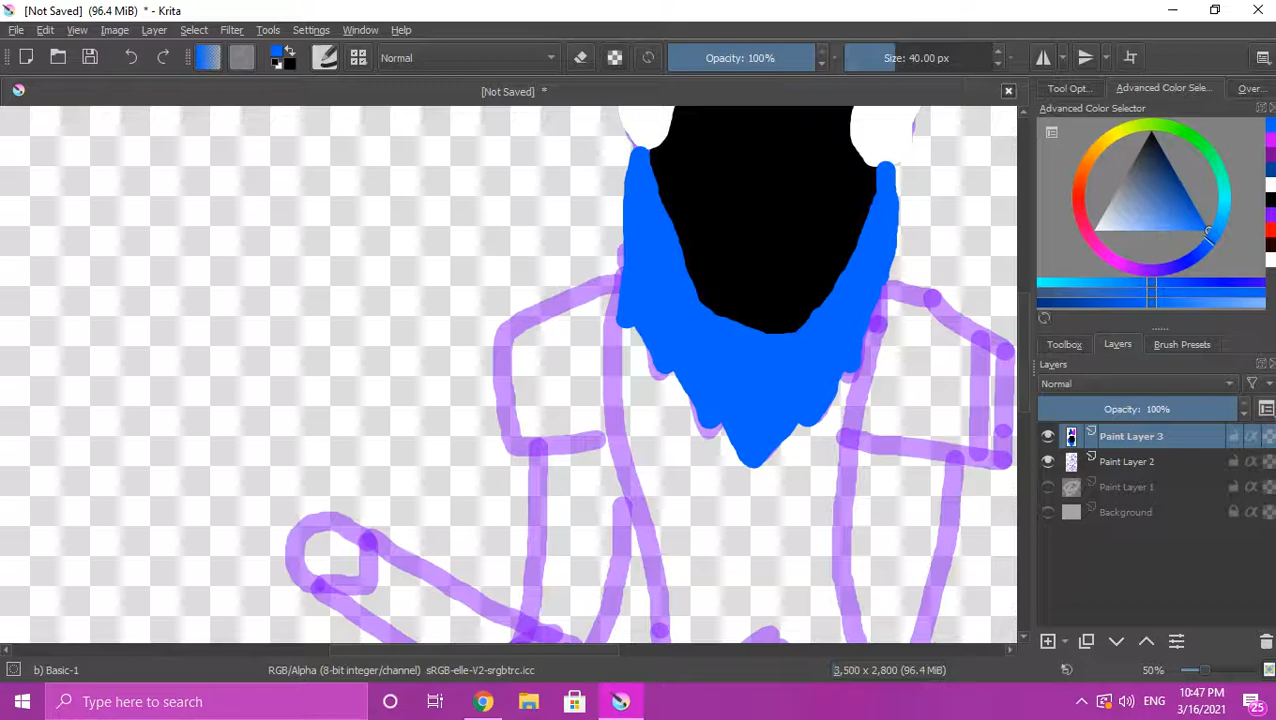 [Not Saved] (96.4 MiB) * - Krita
File Edit View Image Layer Select Filter Tools Settings Window Help
Normal Opacity: 100% Size: 40.00 px
[Not Saved] *
Tool Opt... Advanced Color Sele... Over...
Advanced Color Selector
Toolbox Layers Brush Presets
Layers
Normal
Opacity: 100%
Paint Layer 3
Paint Layer 2
Paint Layer 1
Background
b) Basic-1 RGB/Alpha (8-bit integer/channel) sRGB-elle-V2-srgbtrc.icc 3,500 x 2,800 (96.4 MiB) 50%
Type here to search ENG 10:47 PM
3/16/2021 25